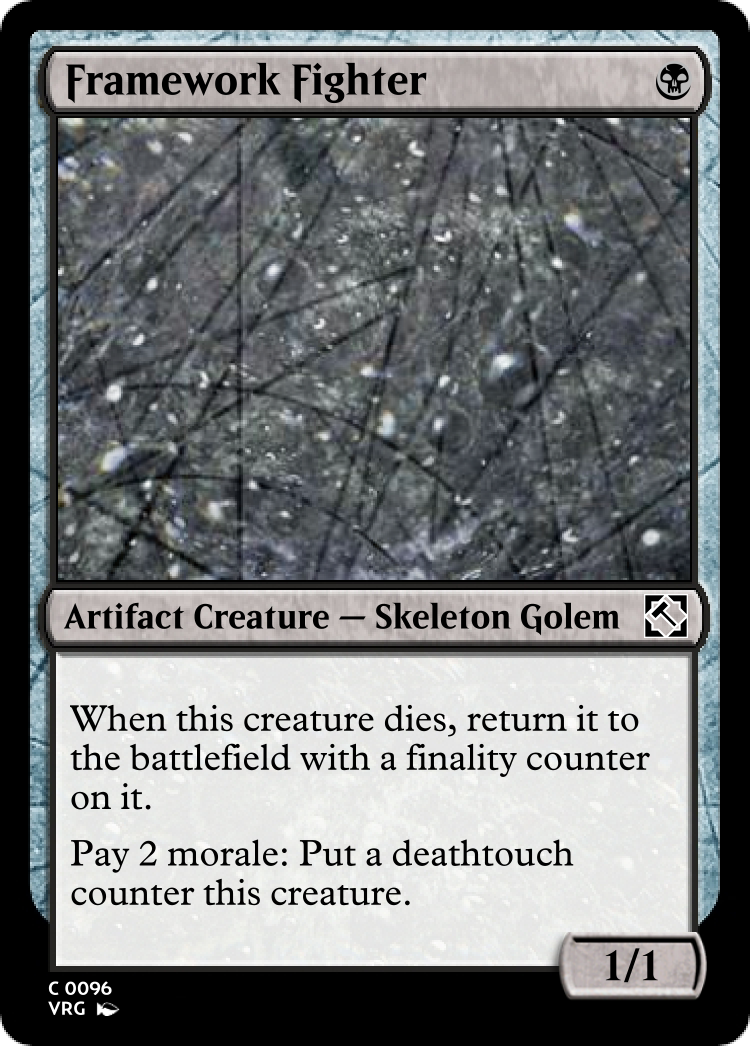 Framework Fighter
Artifact Creature — Skeleton Golem
When this creature dies, return it to
the battlefield with a finality counter
on it.
Pay 2 morale: Put a deathtouch
counter this creature.
1/1
C 0096
VRG